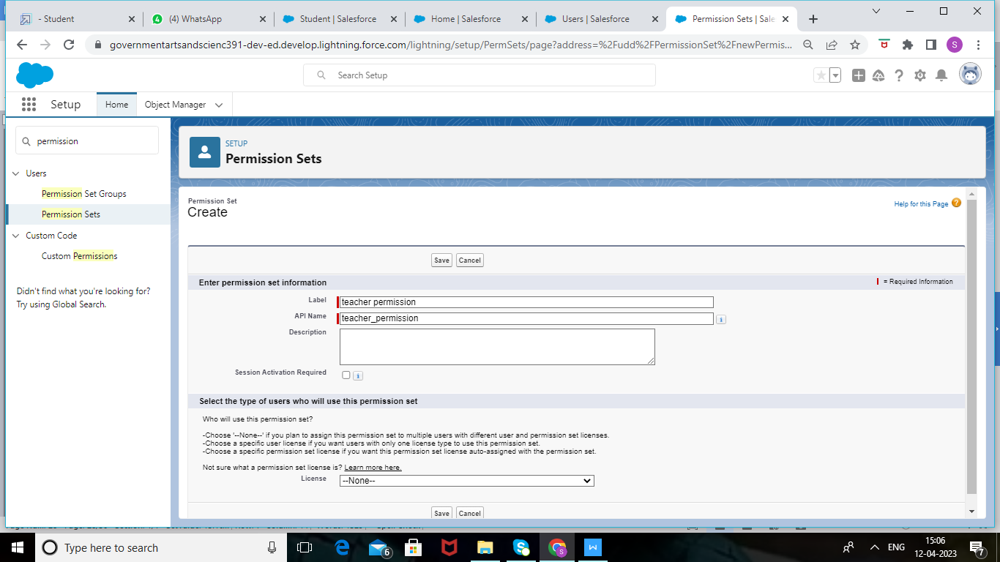 - Student
(4) WhatsApp
Student | Salesforce
Home | Salesforce
Users | Salesforce
Permission Sets | Sale
governmentartsandscienc391-dev-ed.develop.lightning.force.com/lightning/setup/PermSets/page?address=%2Fudd%2FPermissionSet%2FnewPermis...
S
Search Setup
Setup
Home
Object Manager
permission
Users
Permission Set Groups
Permission Sets
Custom Code
Custom Permissions
Didn't find what you're looking for?
Try using Global Search.
SETUP
Permission Sets
Permission Set
Create
Help for this Page ?
Save Cancel
Enter permission set information
= Required Information
Label teacher permission
API Name teacher_permission i
Description
Session Activation Required i
Select the type of users who will use this permission set
Who will use this permission set?
-Choose '--None--' if you plan to assign this permission set to multiple users with different user and permission set licenses.
-Choose a specific user license if you want users with only one license type to use this permission set.
-Choose a specific permission set license if you want this permission set license auto-assigned with the permission set.
Not sure what a permission set license is? Learn more here.
License --None--
Save Cancel
Type here to search
6
S
W
ENG
15:06
12-04-2023
7